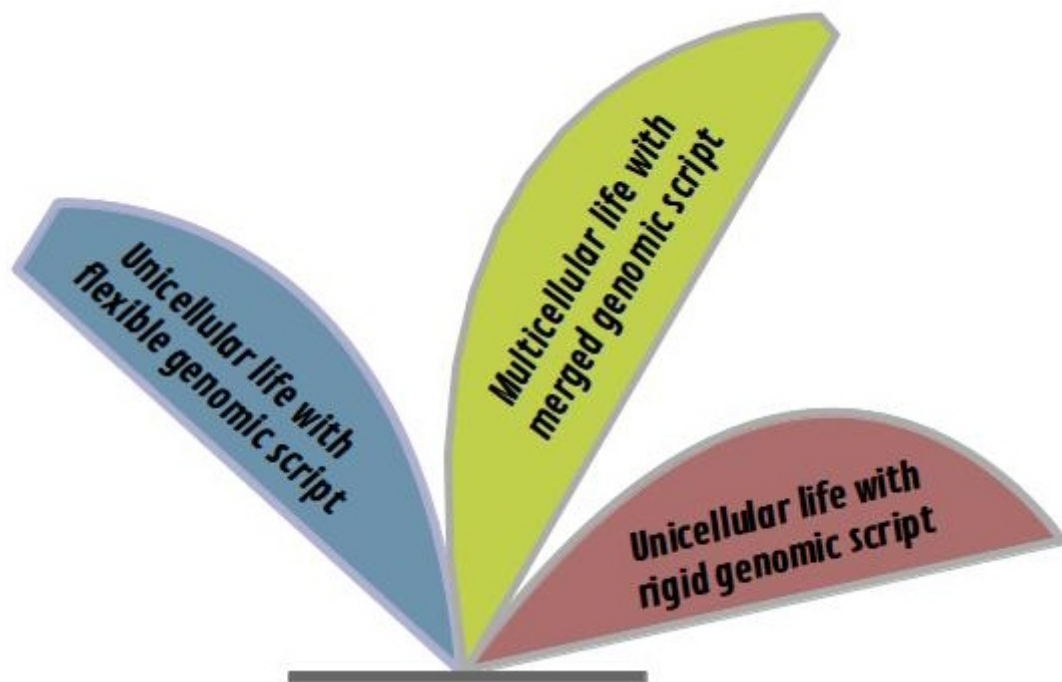 Unicellular life with
flexible genomic script
Multicellular life with
merged genomic script
Unicellular life with
rigid genomic script